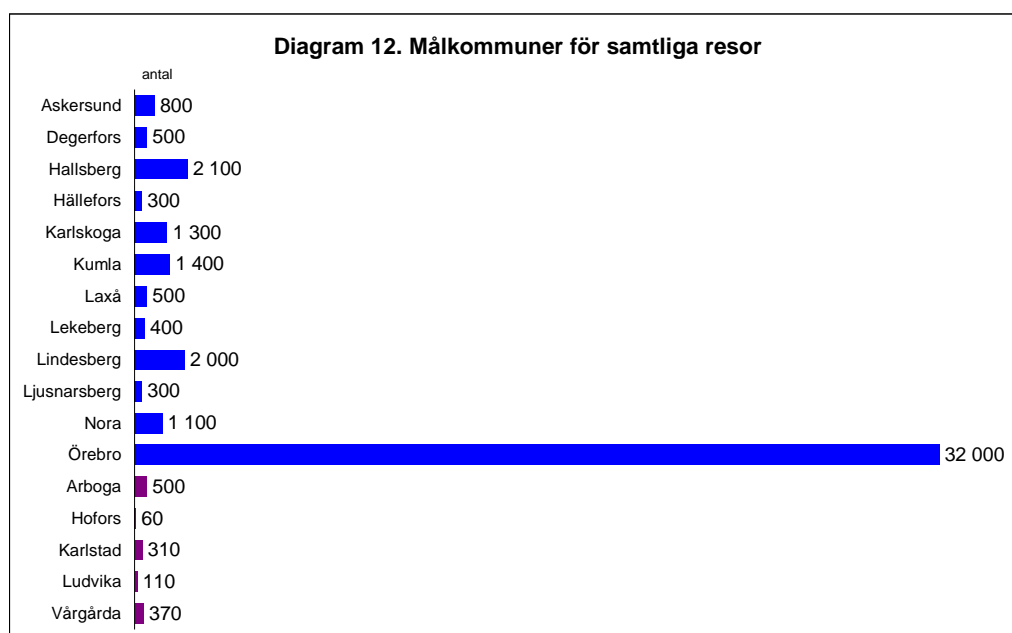 Diagram 12. Målkommuner för samtliga resor
antal
Askersund 800
Degerfors 500
Hallsberg 2 100
Hällefors 300
Karlskoga 1 300
Kumla 1 400
Laxå 500
Lekeberg 400
Lindesberg 2 000
Ljusnarsberg 300
Nora 1 100
Örebro 32 000
Arboga 500
Hofors 60
Karlstad 310
Ludvika 110
Vårgårda 370